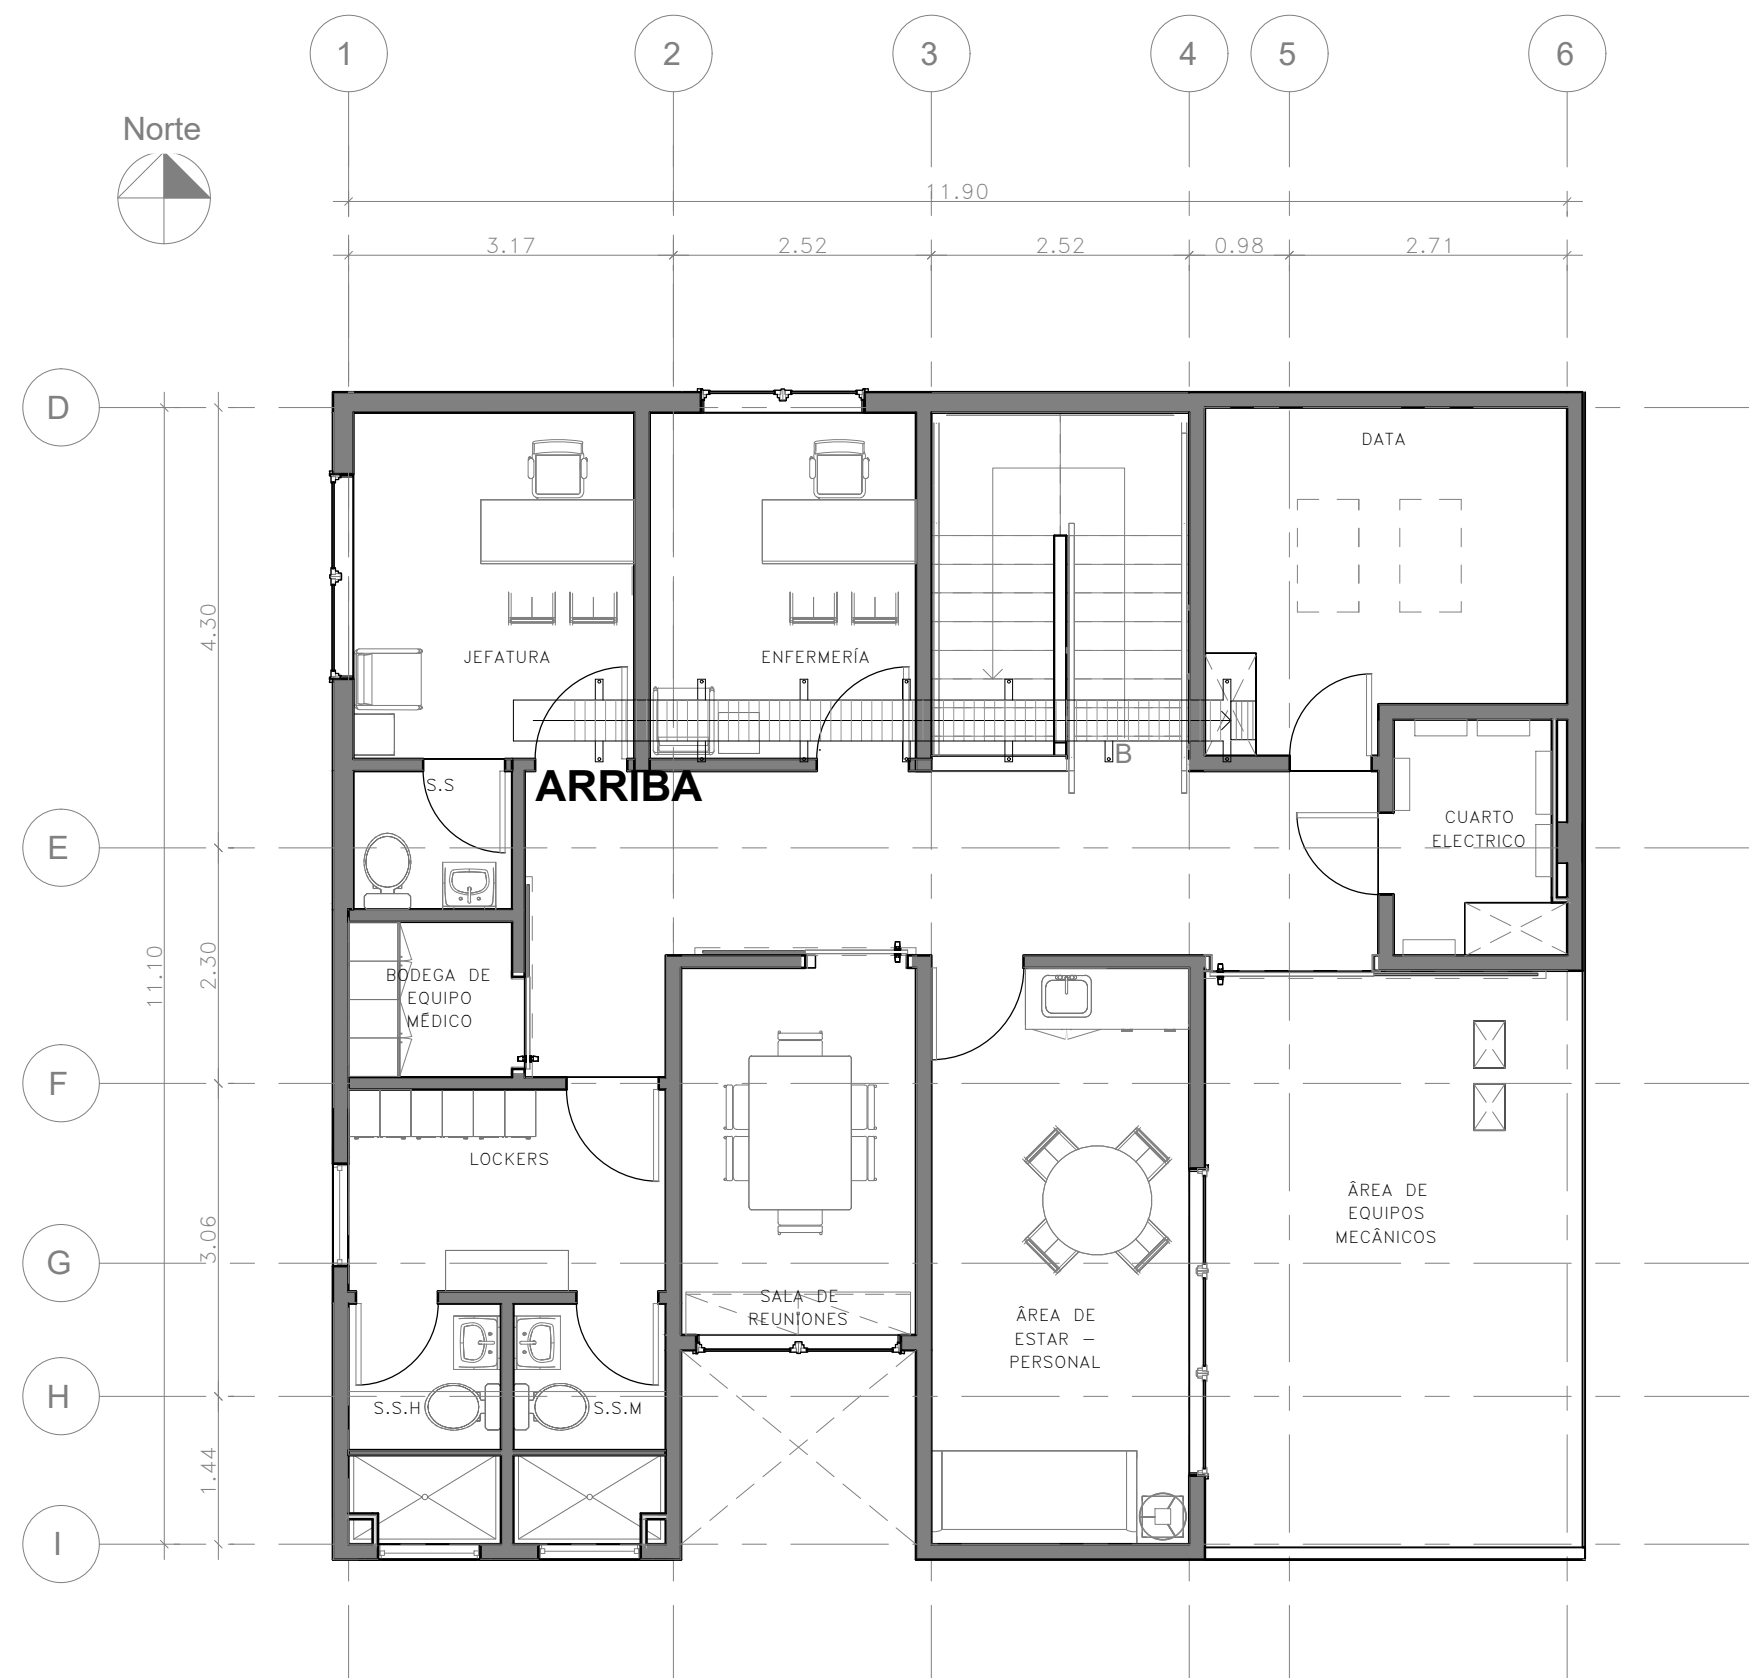 1
2
3
4
5
6
Norte
11.90
3.17
2.52
2.52
0.98
2.71
D
DATA
4.30
JEFATURA
ENFERMERÍA
B
S.S
ARRIBA
E
CUARTO
ELECTRICO
2.30
11.10
BODEGA DE
EQUIPO
MÉDICO
F
LOCKERS
3.06
ÂREA DE
EQUIPOS
MECÂNICOS
G
SALA DE
REUNIONES
ÂREA DE
ESTAR –
PERSONAL
H
S.S.H
S.S.M
1.44
I